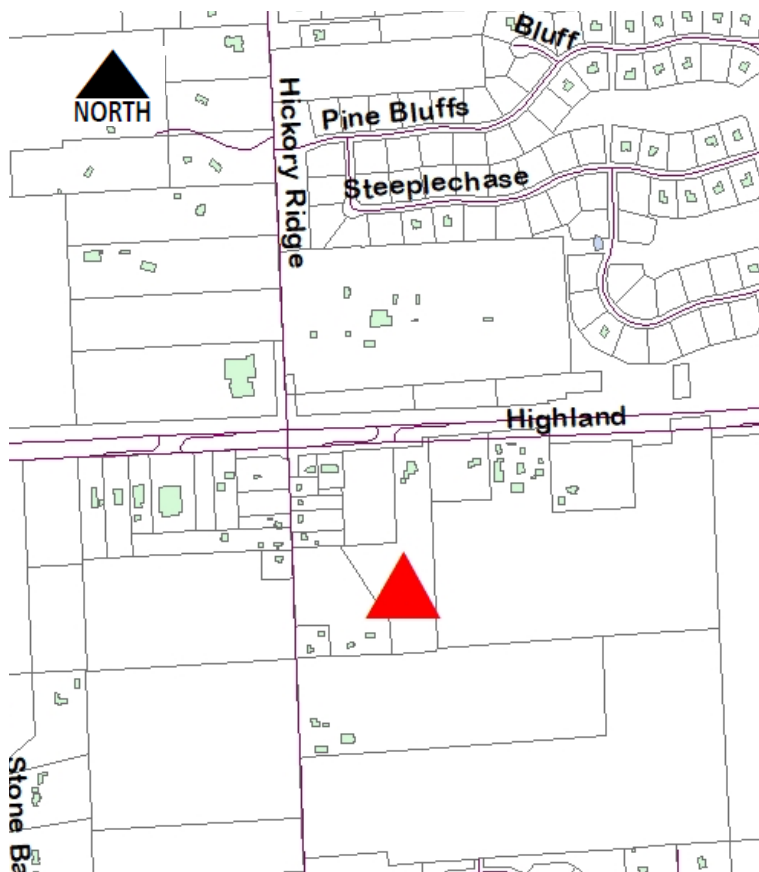 Bluff
NORTH
Pine Bluffs
Hickory Ridge
Steeplechase
Highland
Stone Ba